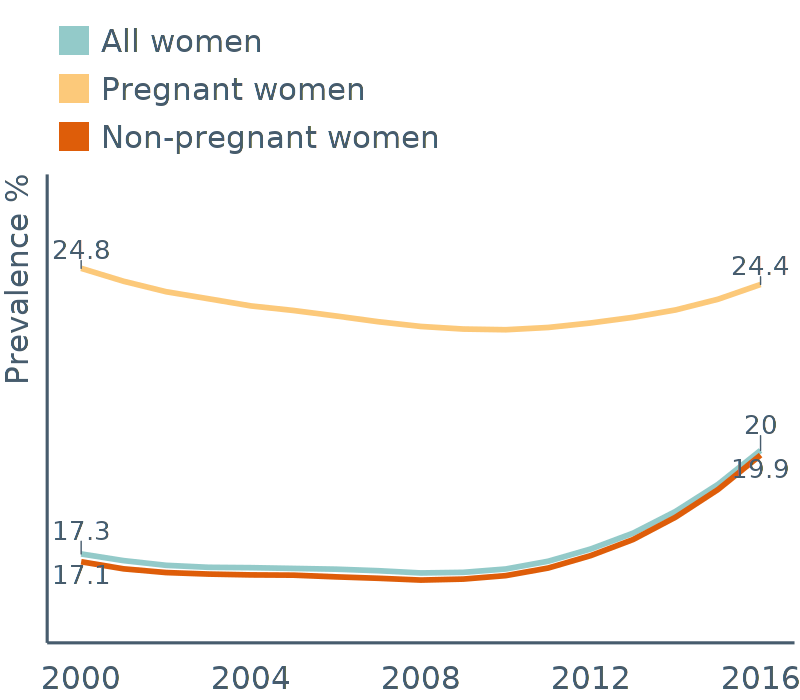 All women
Pregnant women
Non-pregnant women
Prevalence %
24.8
24.4
20
19.9
17.3
17.1
2000 2004 2008 2012 2016